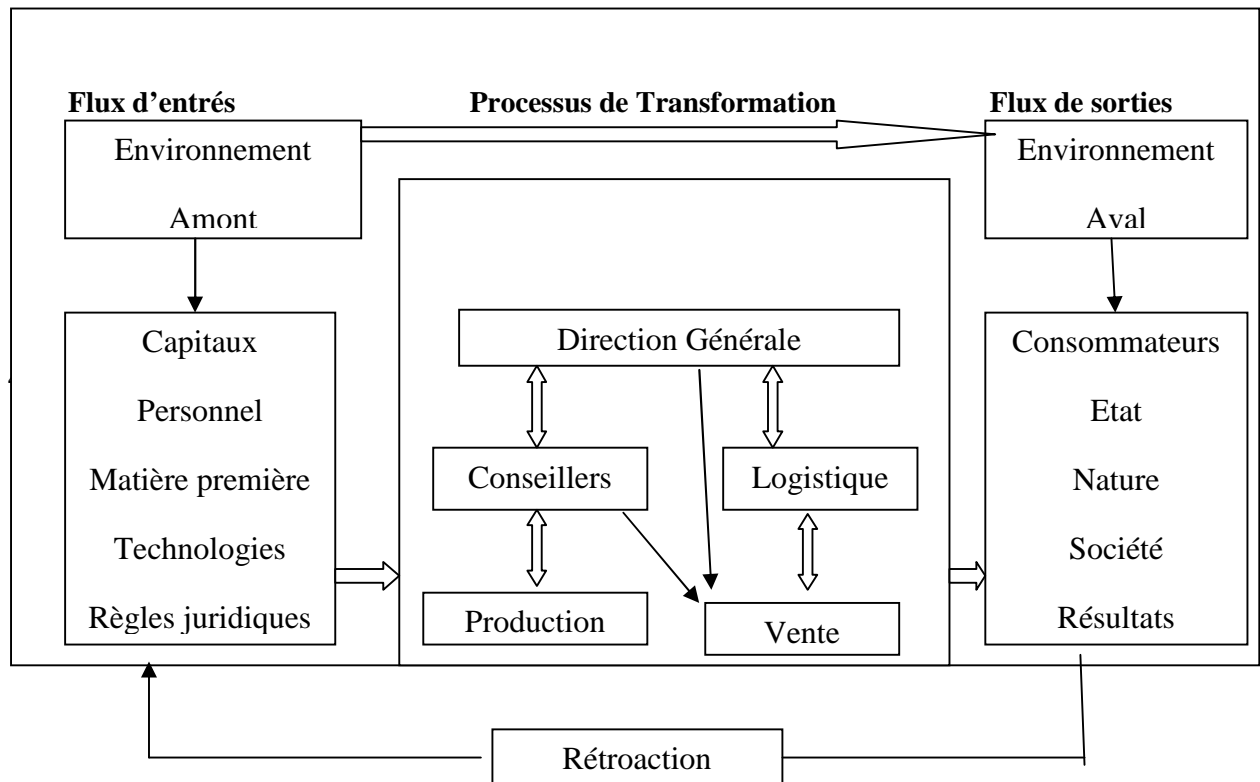 Flux d'entrés
Processus de Transformation
Flux de sorties
Environnement
Amont
Environnement
Aval
Capitaux
Personnel
Matière première
Technologies
Règles juridiques
Direction Générale
Conseillers
Logistique
Production
Vente
Consommateurs
Etat
Nature
Société
Résultats
Rétroaction